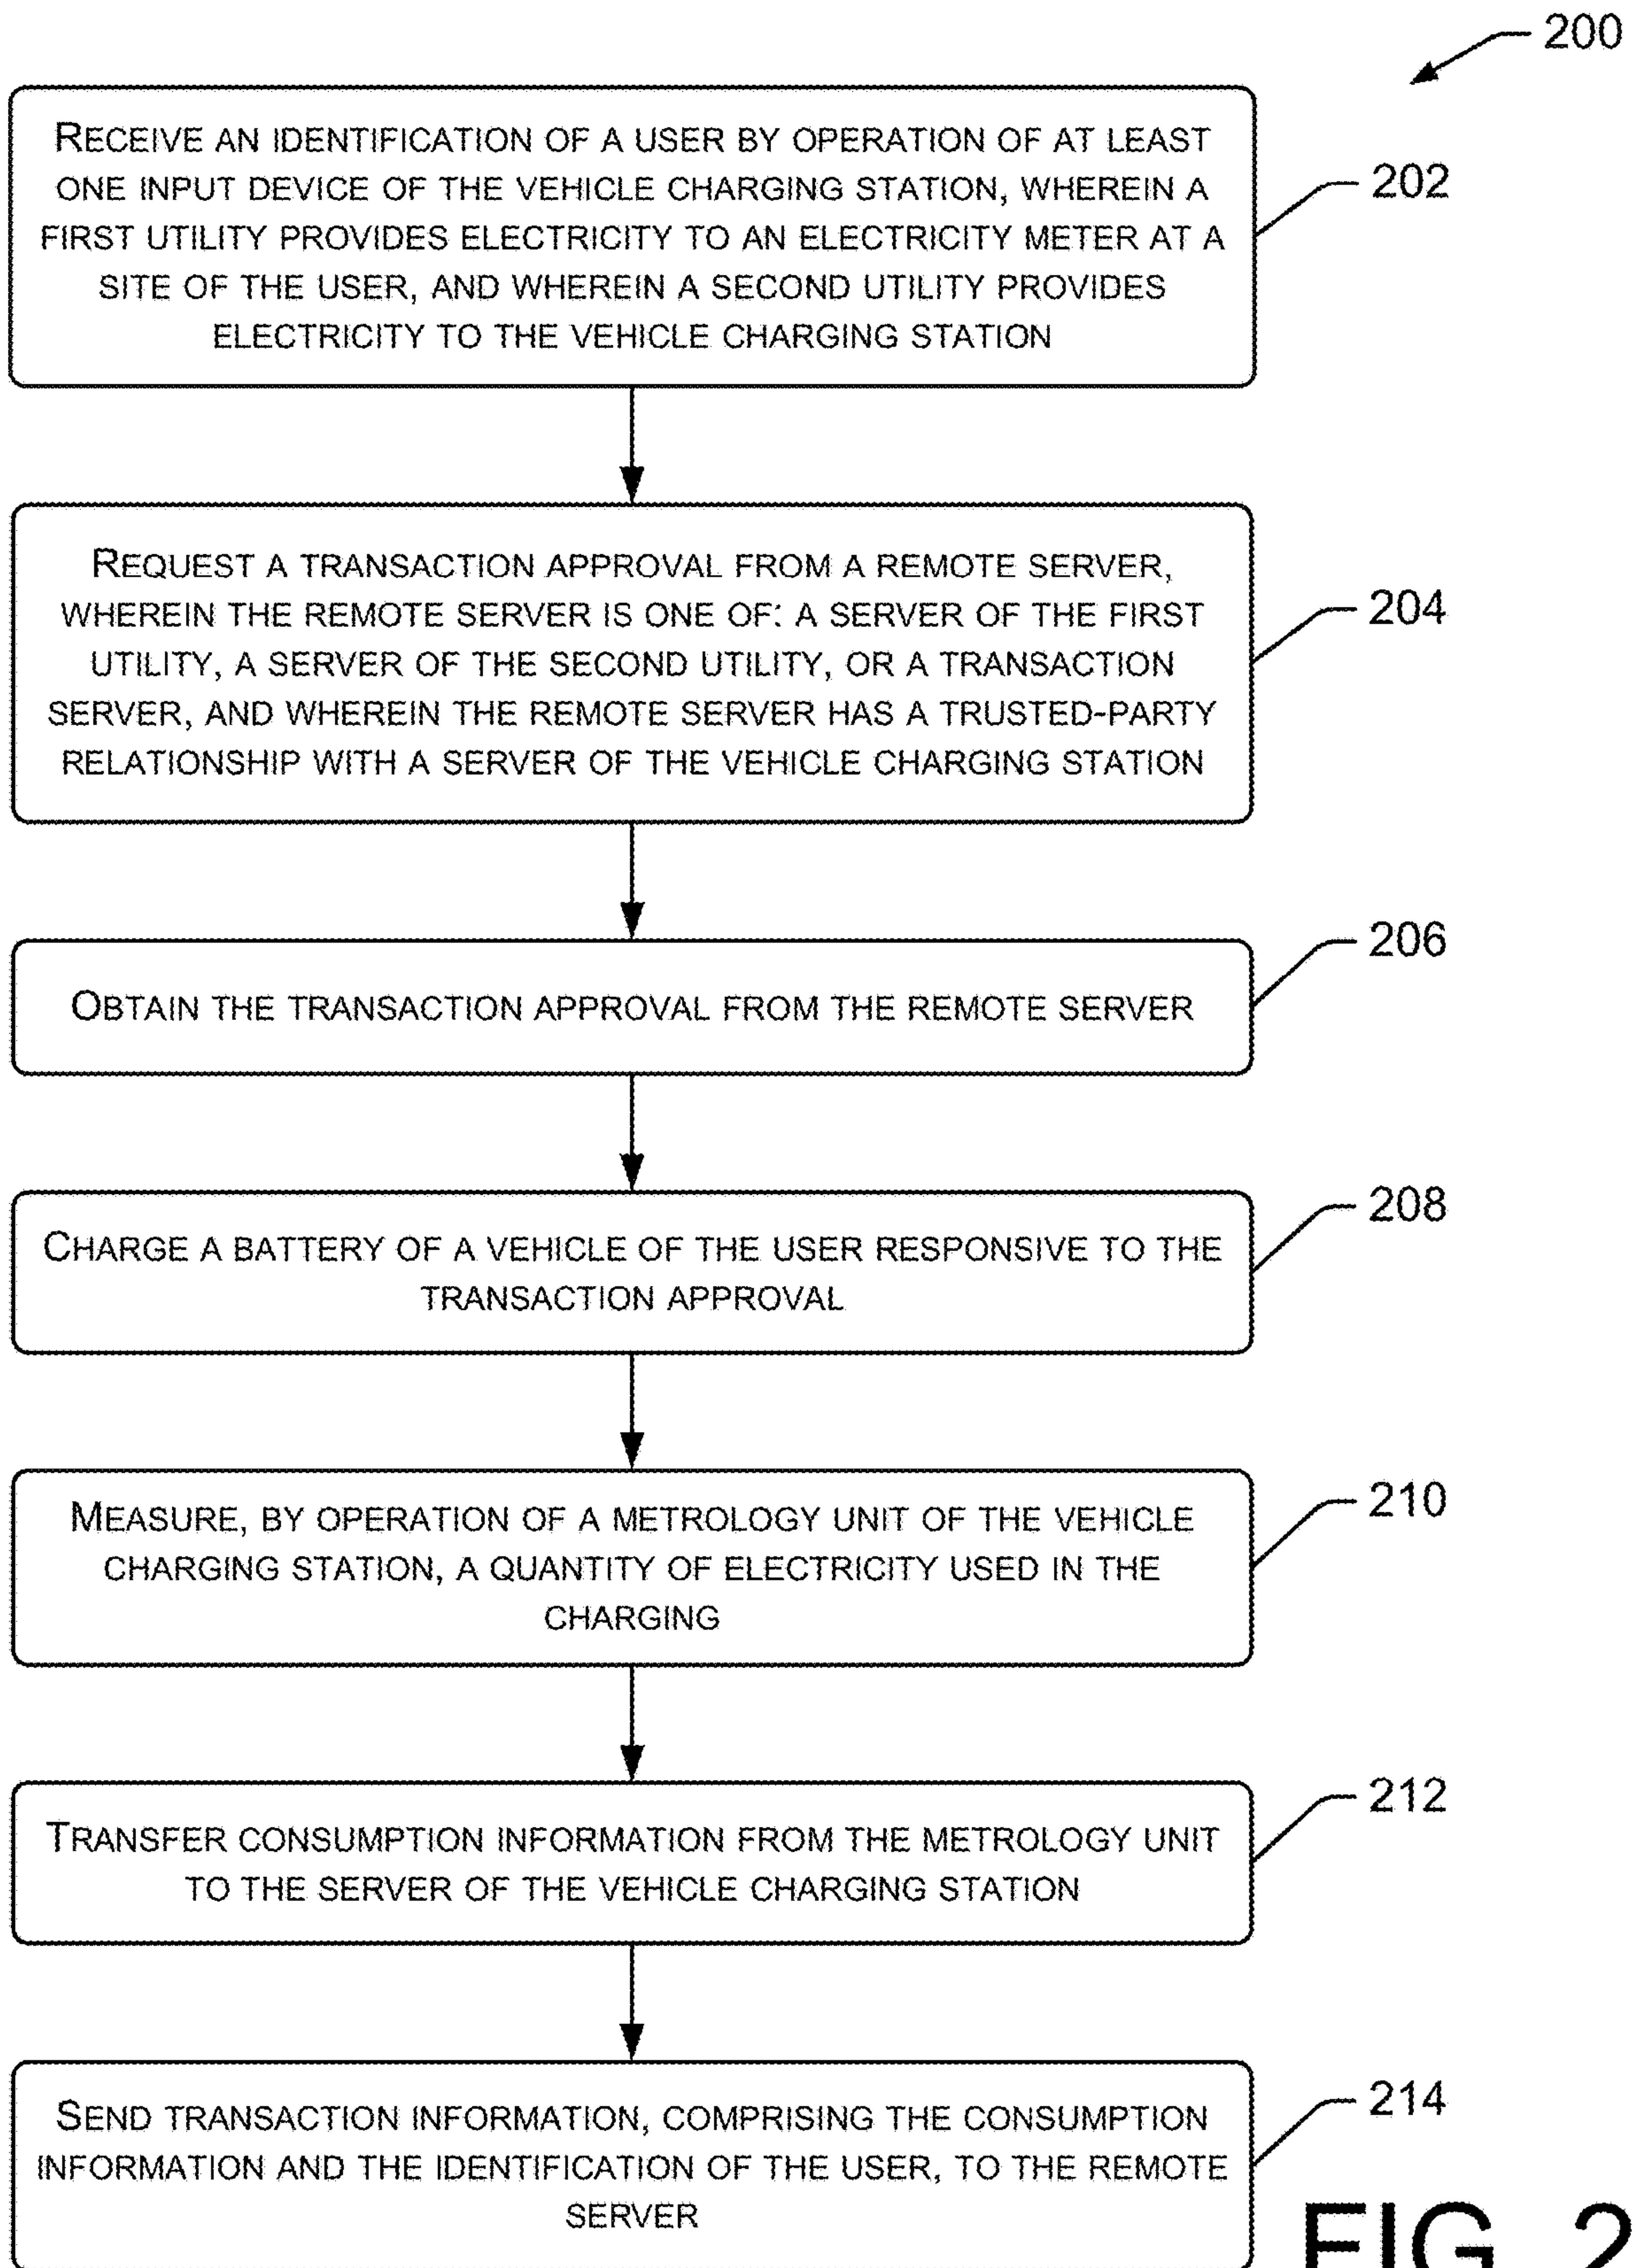 200
RECEIVE AN IDENTIFICATION OF A USER BY OPERATION OF AT LEAST
ONE INPUT DEVICE OF THE VEHICLE CHARGING STATION, WHEREIN A
FIRST UTILITY PROVIDES ELECTRICITY TO AN ELECTRICITY METER AT A
SITE OF THE USER, AND WHEREIN A SECOND UTILITY PROVIDES
ELECTRICITY TO THE VEHICLE CHARGING STATION
202
REQUEST A TRANSACTION APPROVAL FROM A REMOTE SERVER,
WHEREIN THE REMOTE SERVER IS ONE OF: A SERVER OF THE FIRST
UTILITY, A SERVER OF THE SECOND UTILITY, OR A TRANSACTION
SERVER, AND WHEREIN THE REMOTE SERVER HAS A TRUSTED-PARTY
RELATIONSHIP WITH A SERVER OF THE VEHICLE CHARGING STATION
204
OBTAIN THE TRANSACTION APPROVAL FROM THE REMOTE SERVER
206
CHARGE A BATTERY OF A VEHICLE OF THE USER RESPONSIVE TO THE
TRANSACTION APPROVAL
208
MEASURE, BY OPERATION OF A METROLOGY UNIT OF THE VEHICLE
CHARGING STATION, A QUANTITY OF ELECTRICITY USED IN THE
CHARGING
210
TRANSFER CONSUMPTION INFORMATION FROM THE METROLOGY UNIT
TO THE SERVER OF THE VEHICLE CHARGING STATION
212
SEND TRANSACTION INFORMATION, COMPRISING THE CONSUMPTION
INFORMATION AND THE IDENTIFICATION OF THE USER, TO THE REMOTE
SERVER
214
FIG. 2